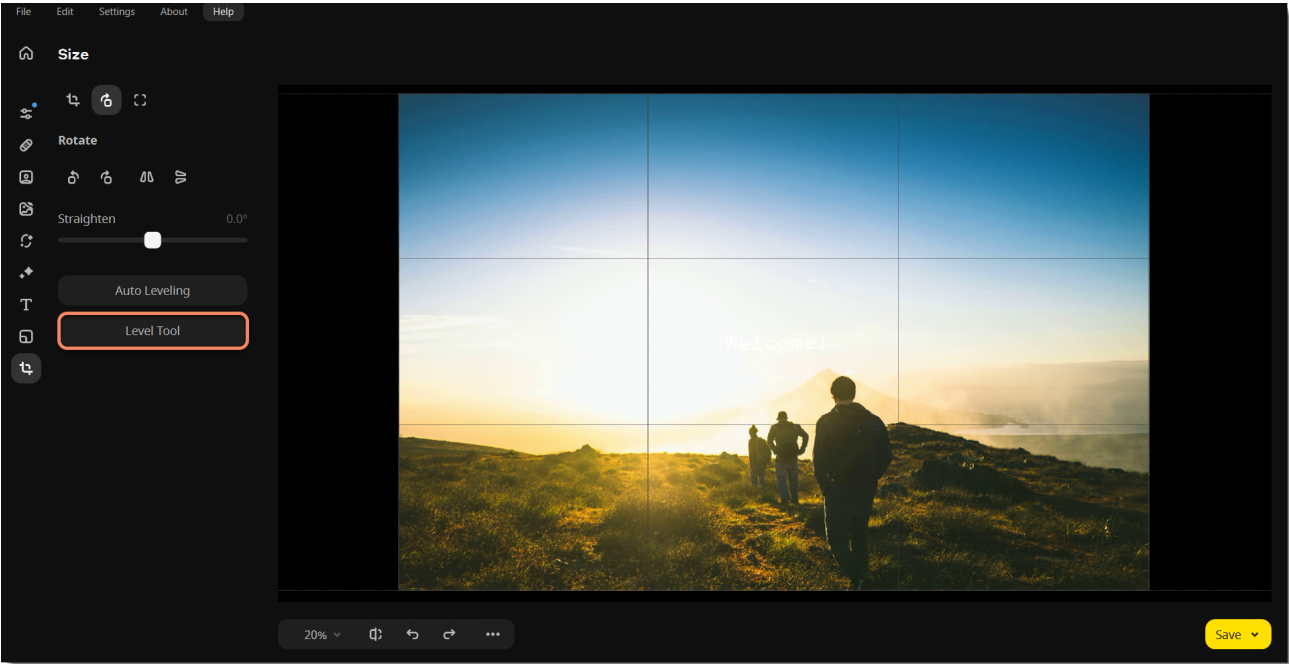 File Edit Settings About Help
Size
Rotate
Straighten 0.0°
Auto Leveling
Level Tool
Welcome!
20%
Save